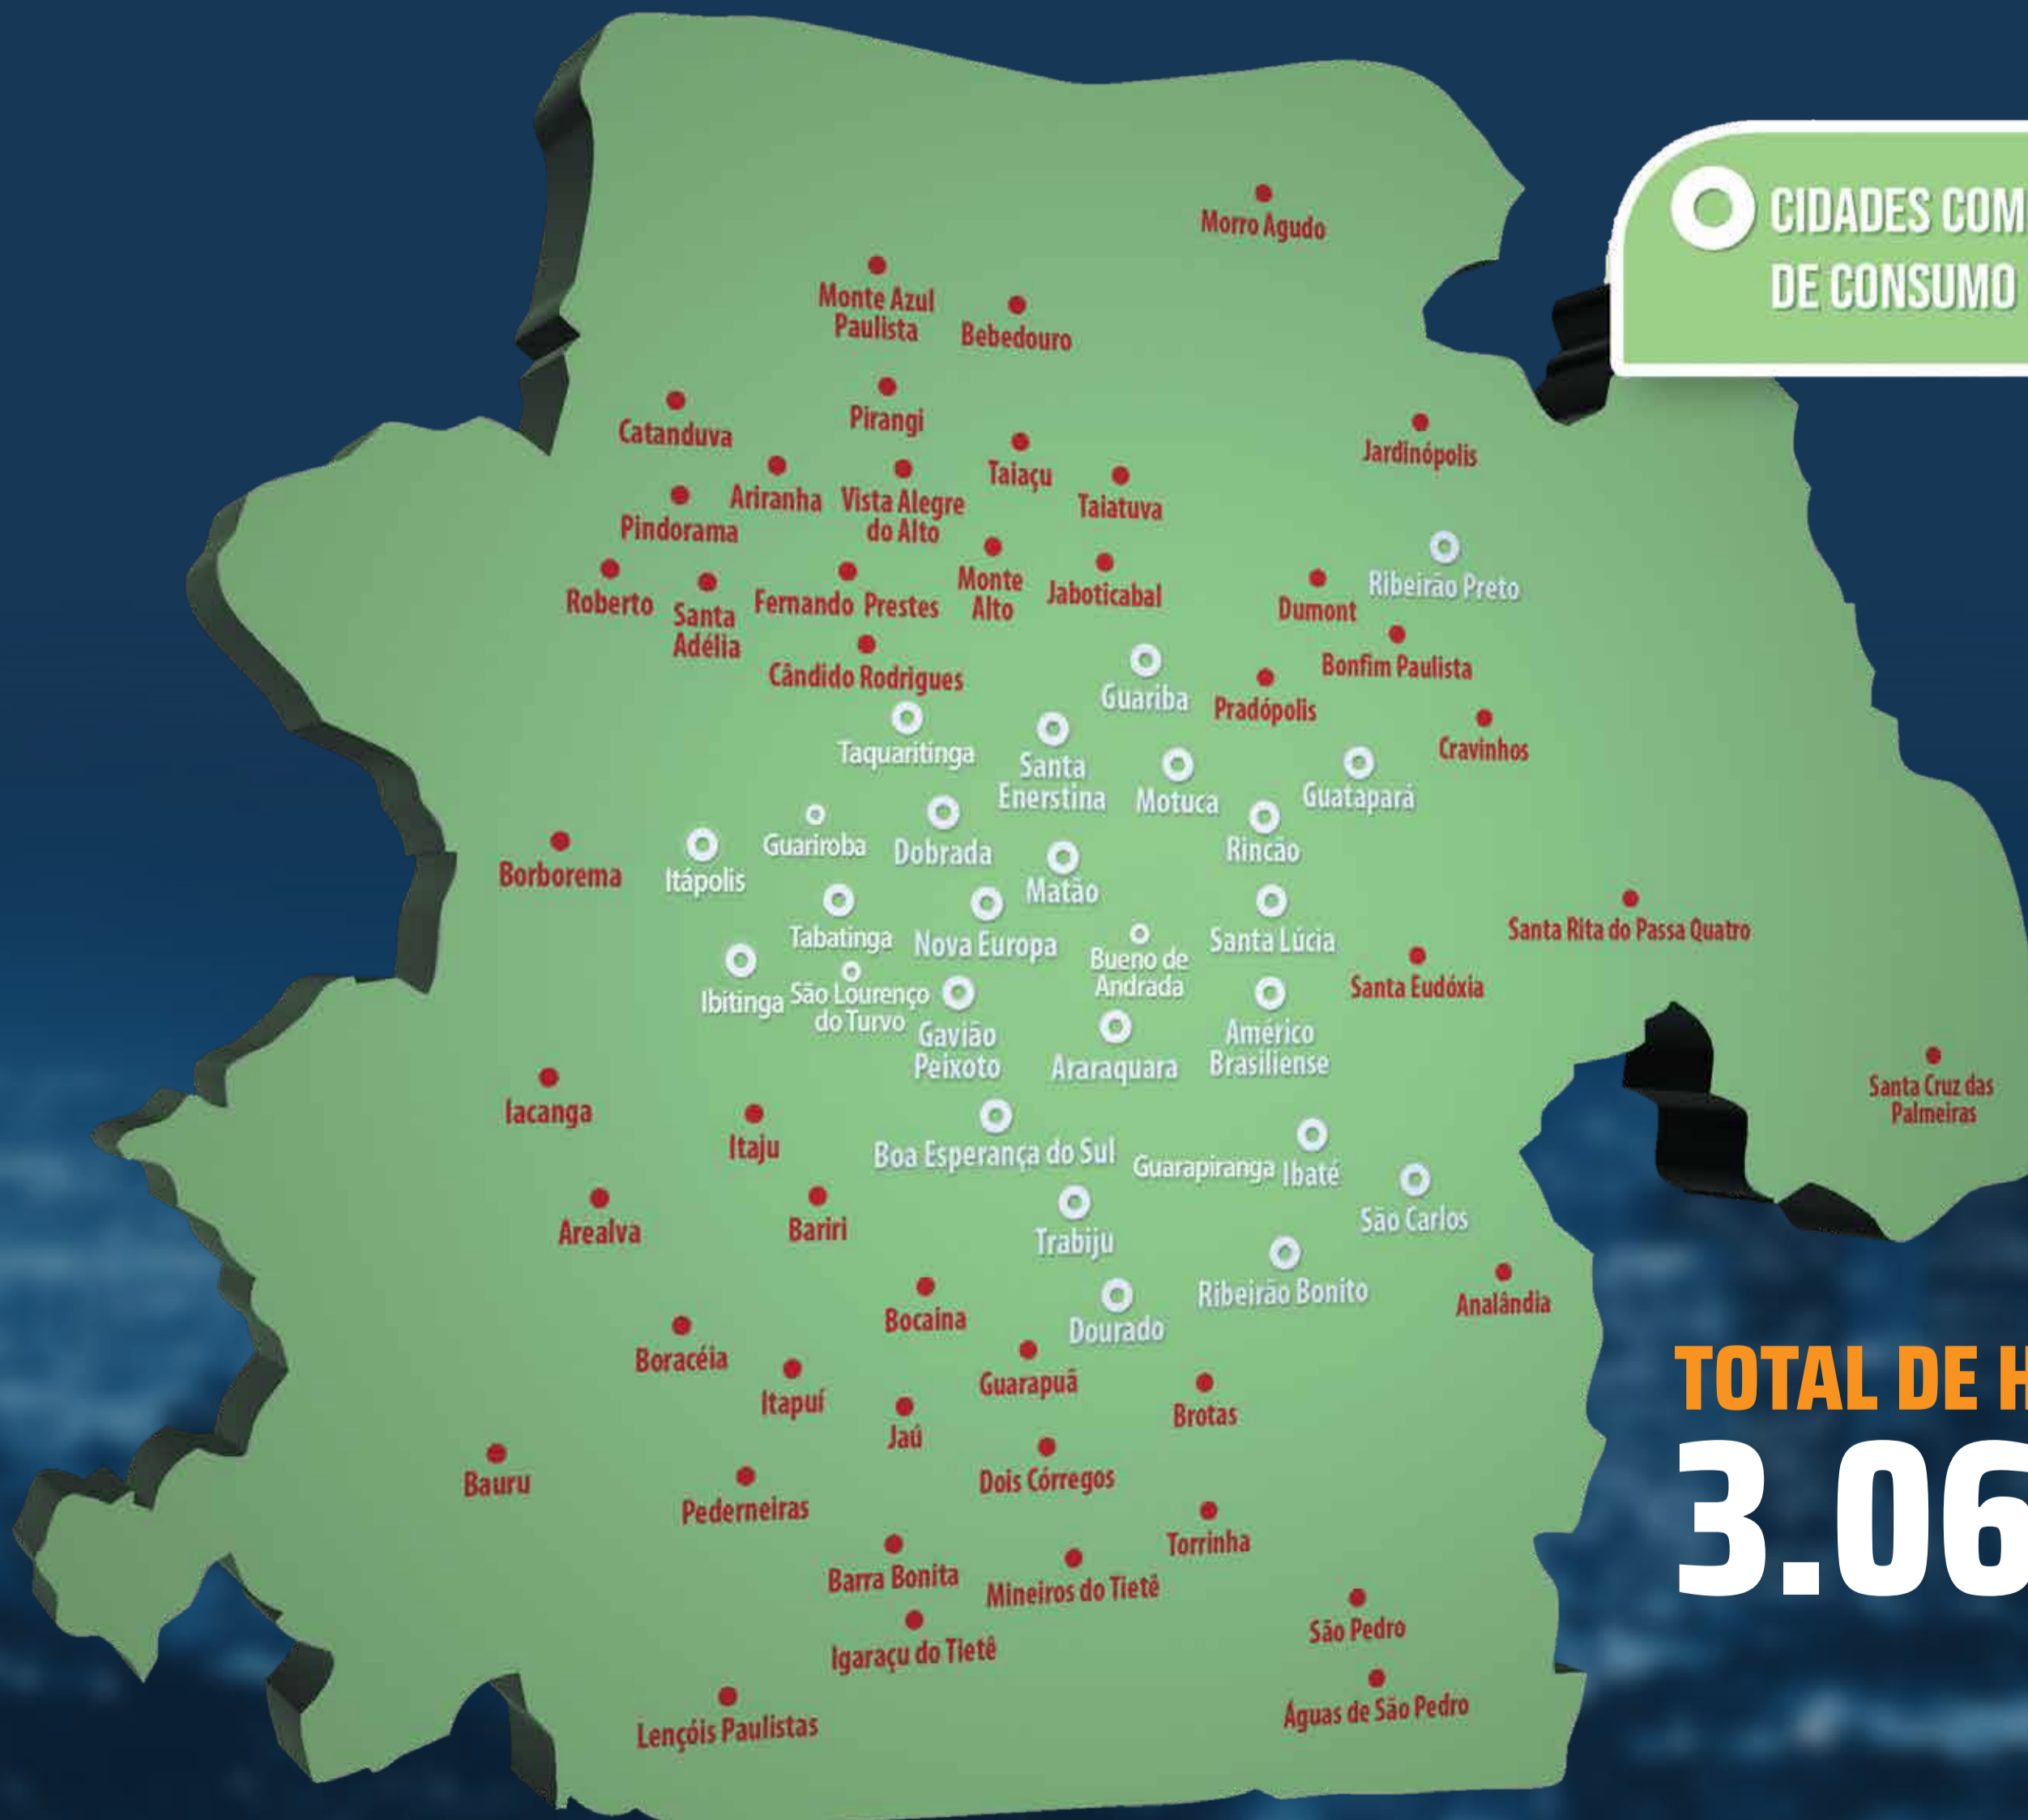 CIDADES COM
DE CONSUMO
Morro Agudo
Monte Azul
Paulista
Bebedouro
Pirangi
Catanduva
Jardinópolis
Taiaçu
Ariranha
Vista Alegre
do Alto
Taiatuva
Pindorama
Ribeirão Preto
Monte
Alto
Jaboticabal
Roberto
Santa
Adélia
Fernando Prestes
Dumont
Bonfim Paulista
Cândido Rodrigues
Guariba
Pradópolis
Cravinhos
Taquaritinga
Santa
Enerstina
Motuca
Guatapará
Guariroba
Dobrada
Rincão
Borborema
Itápolis
Matão
Tabatinga
Nova Europa
Santa Lúcia
Santa Rita do Passa Quatro
Bueno de
Andrada
Santa Eudóxia
Ibitinga
São Lourenço
do Turvo
Gavião
Peixoto
Araraquara
Américo
Brasiliense
Santa Cruz das
Palmeiras
Iacanga
Itaju
Boa Esperança do Sul
Guarapiranga
Ibaté
São Carlos
Arealva
Bariri
Trabiju
Ribeirão Bonito
Analândia
Bocaina
Dourado
Boracéia
Guarapuã
Itapuí
Jaú
Brotas
Bauru
Dois Córregos
Pederneiras
Torrinha
Barra Bonita
Mineiros do Tietê
São Pedro
Igaraçu do Tietê
Águas de São Pedro
Lençóis Paulistas
TOTAL DE H
3.06